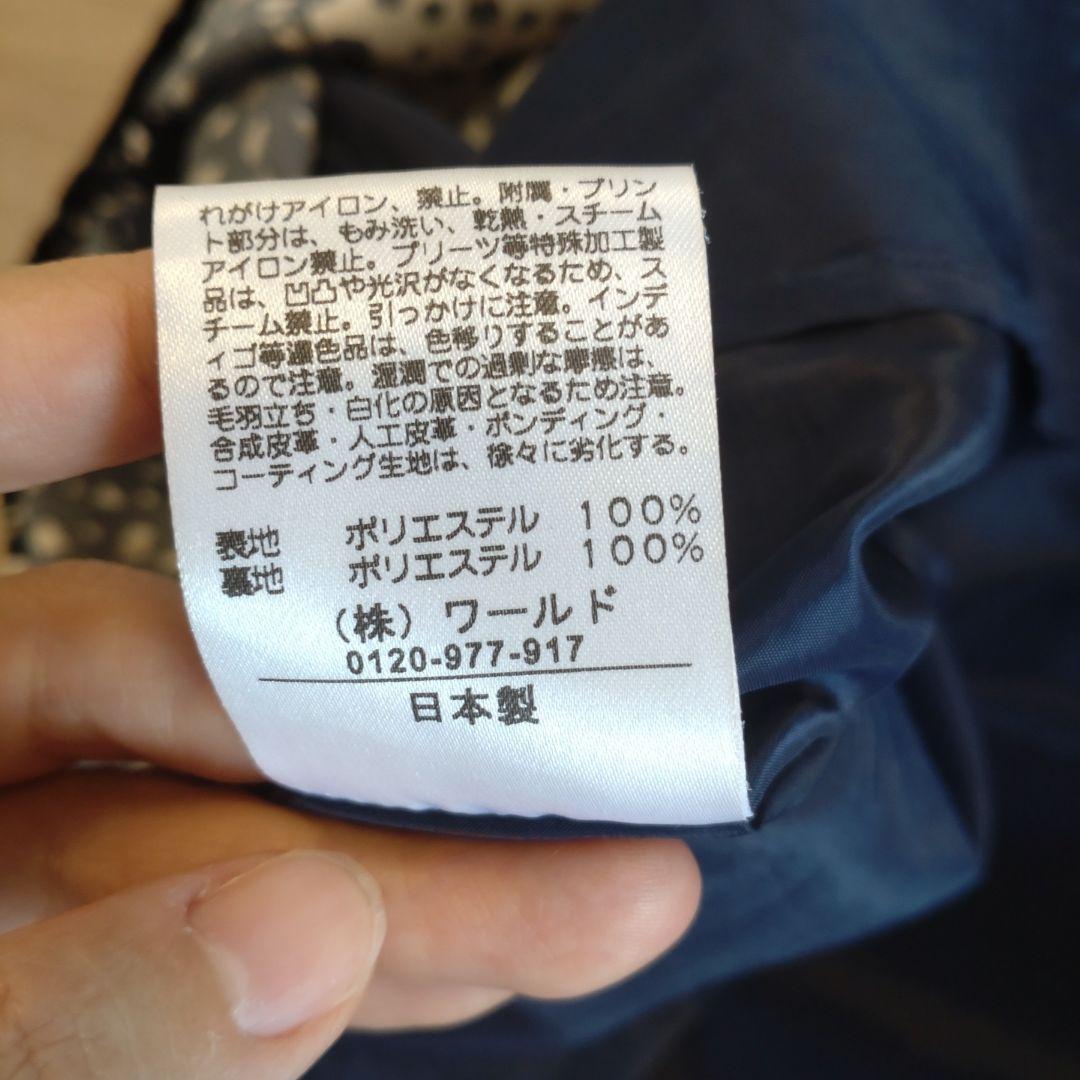 れがけアイロン、禁止。附属・プリン
ト部分は、もみ洗い、乾熱・スチーム
アイロン禁止。プリーツ等特殊加工製
品は、凹凸や光沢がなくなるため、ス
チーム禁止。引っかけに注意。インデ
ィゴ等濃色品は、色移りすることがあ
るので注意。湿潤での過剰な摩擦は、
毛羽立ち・白化の原因となるため注意。
合成皮革・人工皮革・ボンディング・
コーティング生地は、徐々に劣化する。
表地 ポリエステル 100%
裏地 ポリエステル 100%
(株) ワールド
0120-977-917
日本製